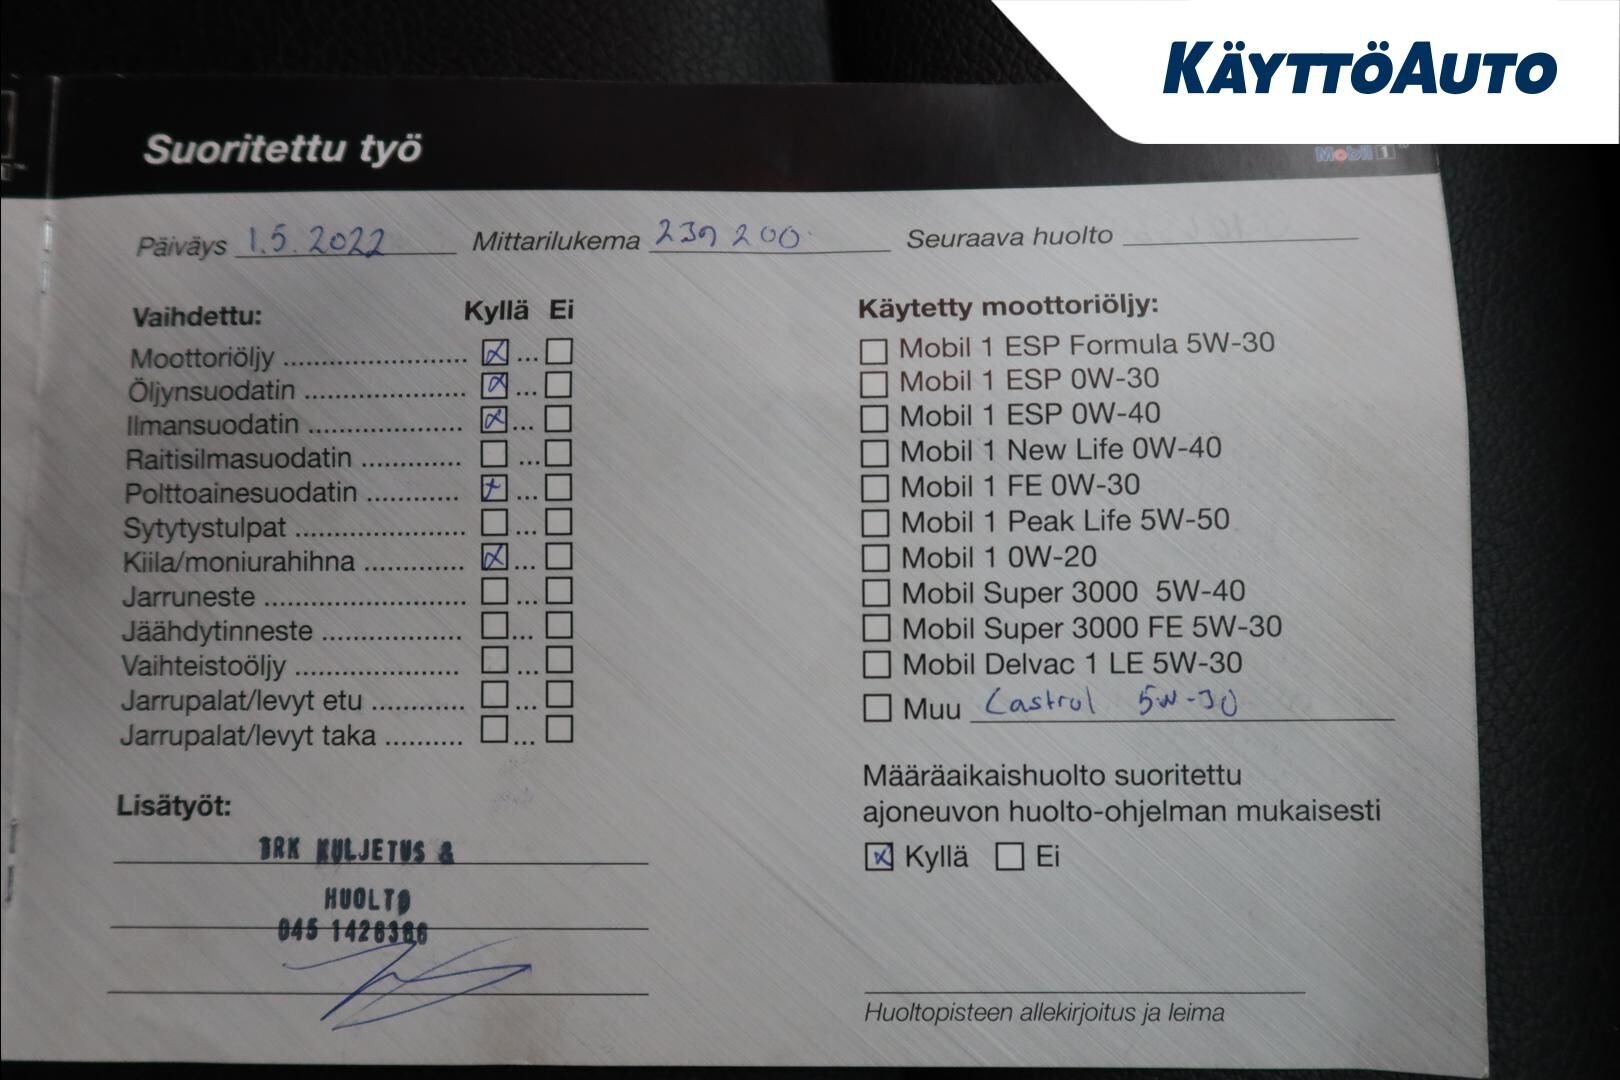 KÄYTTÖAUTO
Suoritettu työ
Mobil 1
Päiväys 1.5.2022 Mittarilukema 239 200 Seuraava huolto
Vaihdettu: Kyllä Ei
Moottoriöljy
Öljynsuodatin
Ilmansuodatin
Raitisilmasuodatin
Polttoainesuodatin
Sytytystulpat
Kiila/moniurahihna
Jarruneste
Jäähdytinneste
Vaihteistoöljy
Jarrupalat/levyt etu
Jarrupalat/levyt taka
Lisätyöt:
TRK KULJETUS &
HUOLTO
Käytetty moottoriöljy:
Mobil 1 ESP Formula 5W-30
Mobil 1 ESP 0W-30
Mobil 1 ESP 0W-40
Mobil 1 New Life 0W-40
Mobil 1 FE 0W-30
Mobil 1 Peak Life 5W-50
Mobil 1 0W-20
Mobil Super 3000 5W-40
Mobil Super 3000 FE 5W-30
Mobil Delvac 1 LE 5W-30
Muu Castrol 5W-30
Määräaikaishuolto suoritettu
ajoneuvon huolto-ohjelman mukaisesti
Kyllä Ei
Huoltopisteen allekirjoitus ja leima